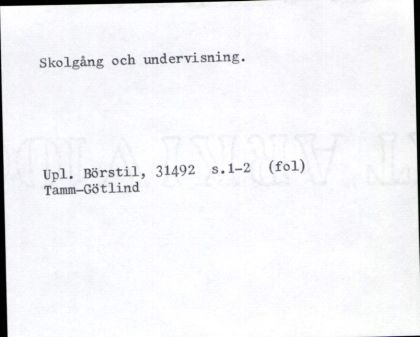 Skolgång och undervisning.
Upl. Börstil, 31492 s.1-2 (fol)
Tamm-Götlind